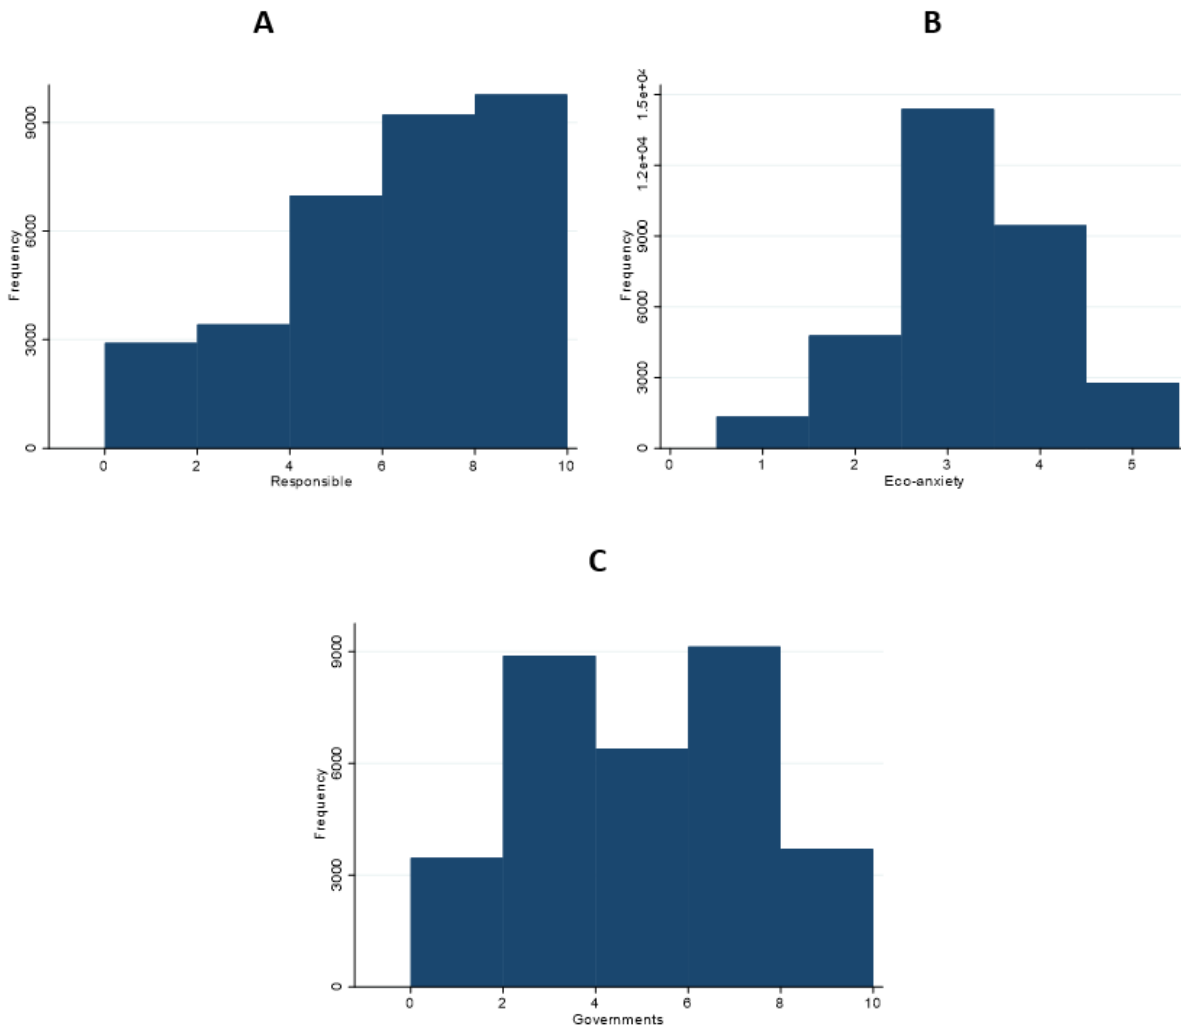 A
B
Frequency
0 3000 6000 9000
0 2 4 6 8 10
Responsible
Frequency
0 3000 6000 9000 1.2e+04 1.5e+04
0 1 2 3 4 5
Eco-anxiety
C
Frequency
0 3000 6000 9000
0 2 4 6 8 10
Governments